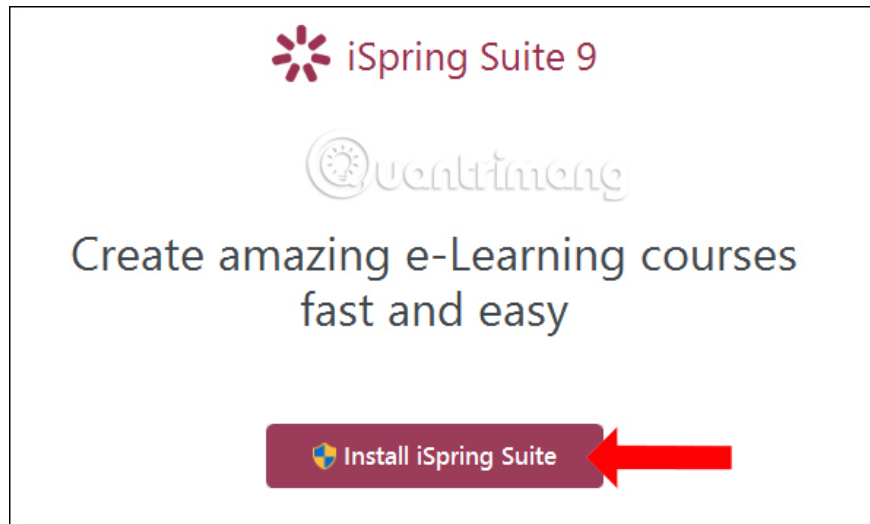 iSpring Suite 9
Quantrimang
Create amazing e-Learning courses
fast and easy
Install iSpring Suite